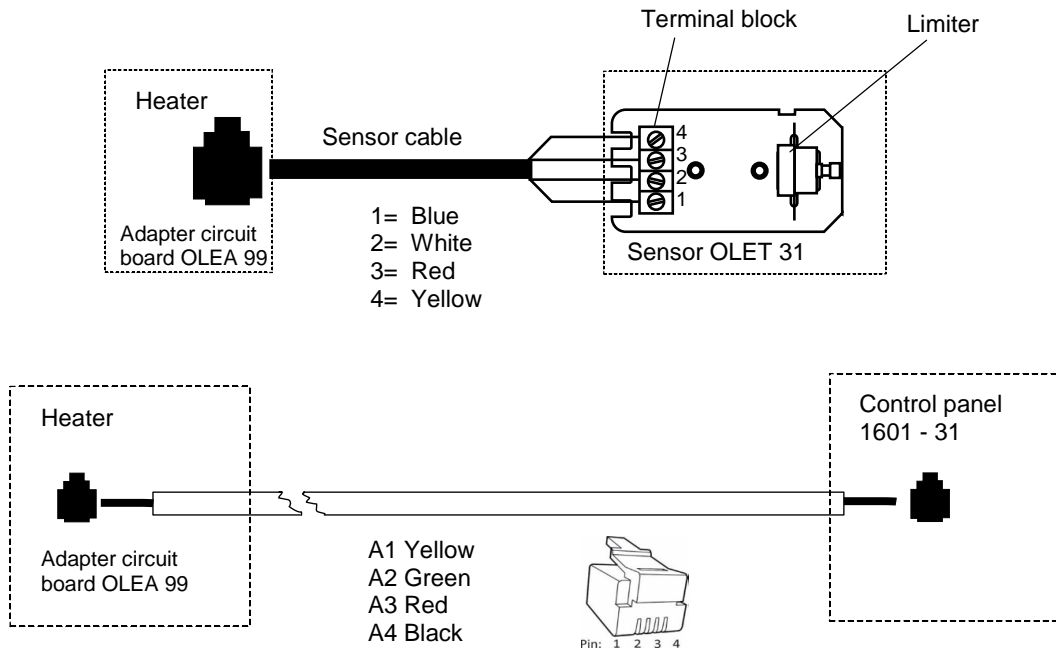 Terminal block
Limiter
Heater
Sensor cable
4
3
2
1
1= Blue
2= White
3= Red
4= Yellow
Adapter circuit
board OLEA 99
Sensor OLET 31
Heater
Control panel
1601 - 31
Adapter circuit
board OLEA 99
A1 Yellow
A2 Green
A3 Red
A4 Black
Pin: 1 2 3 4